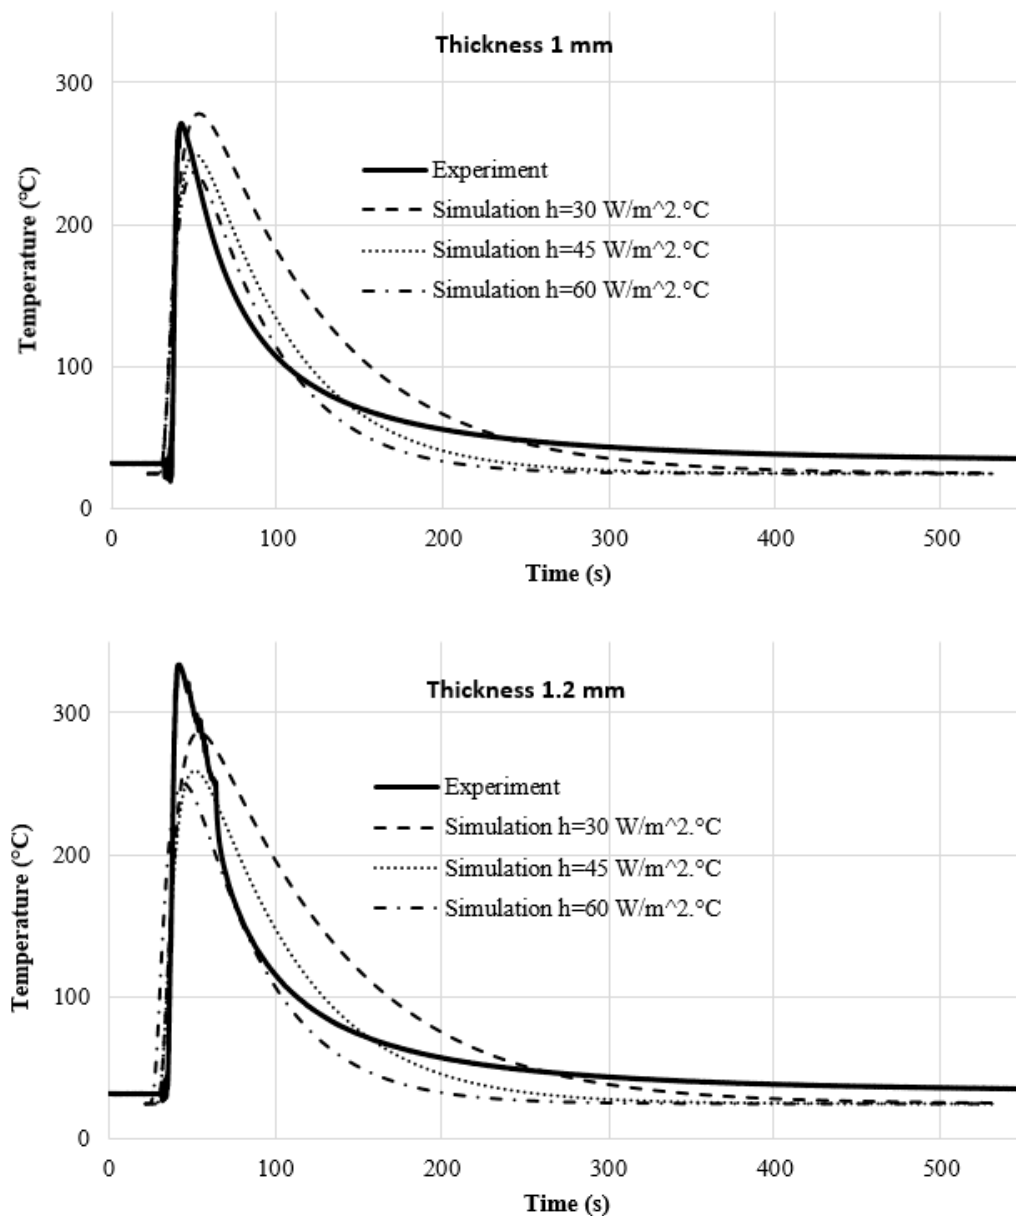 Thickness 1 mm
300
Experiment
Simulation h=30 W/m^2.°C
200
Simulation h=45 W/m^2.°C
Simulation h=60 W/m^2.°C
Temperature (°C)
100
0
0 100 200 300 400 500
Time (s)
Thickness 1.2 mm
300
Experiment
Simulation h=30 W/m^2.°C
200
Simulation h=45 W/m^2.°C
Simulation h=60 W/m^2.°C
Temperature (°C)
100
0
0 100 200 300 400 500
Time (s)